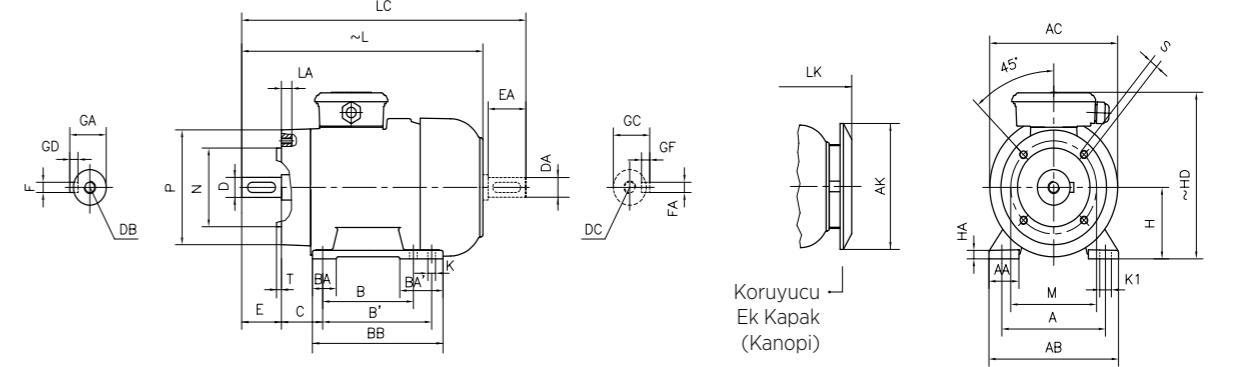 LC
~L
LA
EA
GA
GD
F
DB
P
N
D
DA
GC
GF
FA
DC
T
BA
BA'
K
E
C
B
B'
BB
LK
AK
Koruyucu
Ek Kapak
(Kanopi)
AC
S
45°
~HD
H
HA
AA
K1
M
A
AB